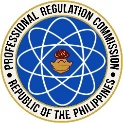 PROFESSIONAL REGULATION COMMISSION
REPUBLIC OF THE PHILIPPINES